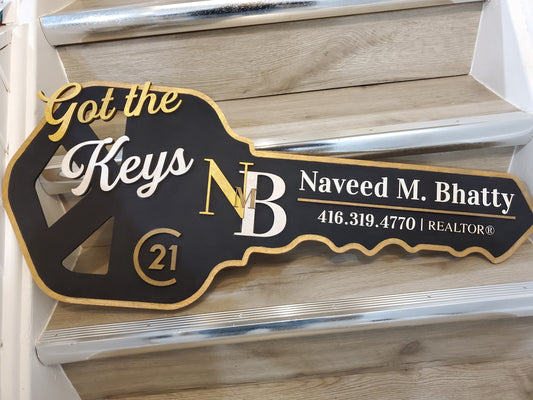 Got the
Keys
C21
NMB
Naveed M. Bhatty
416.319.4770 | REALTOR®